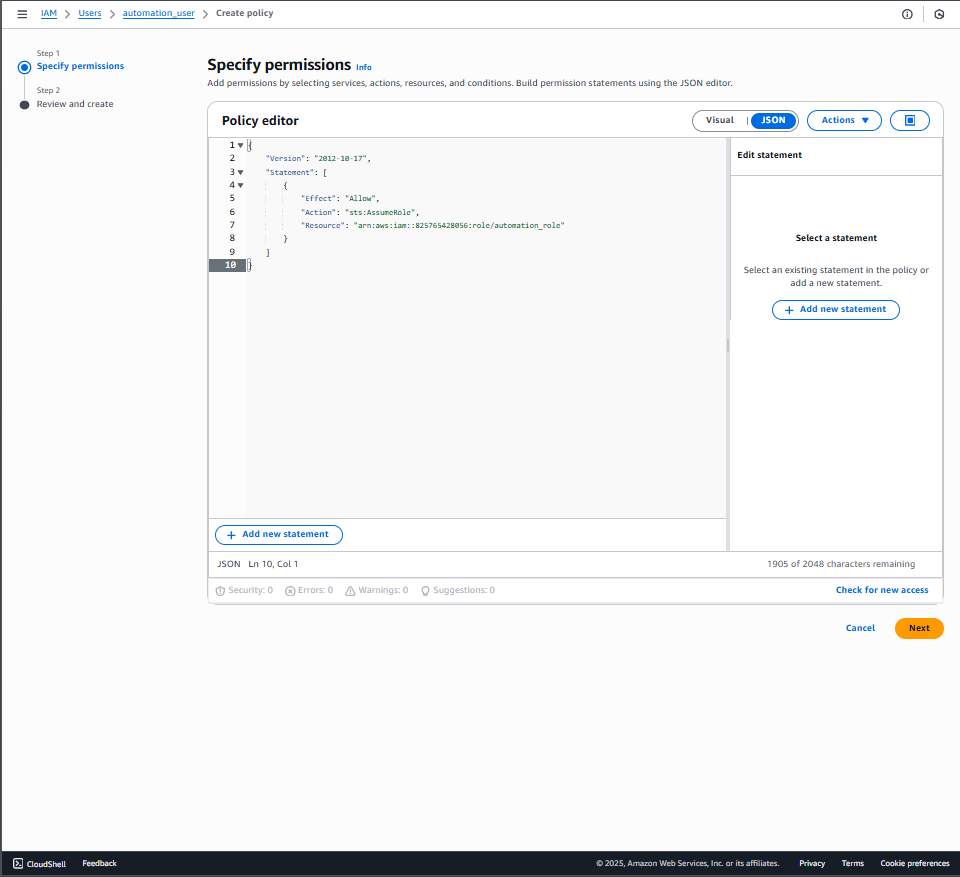 IAM > Users > automation_user > Create policy
Step 1
Specify permissions
Step 2
Review and create
Specify permissions Info
Add permissions by selecting services, actions, resources, and conditions. Build permission statements using the JSON editor.
Policy editor
Visual | JSON
Actions
1 {
2 "Version": "2012-10-17",
3 "Statement": [
4 {
5 "Effect": "Allow",
6 "Action": "sts:AssumeRole",
7 "Resource": "arn:aws:iam::825765428056:role/automation_role"
8 }
9 ]
10 }
Edit statement
Select a statement
Select an existing statement in the policy or
add a new statement.
+ Add new statement
+ Add new statement
JSON Ln 10, Col 1
1905 of 2048 characters remaining
Security: 0 Errors: 0 Warnings: 0 Suggestions: 0
Check for new access
Cancel
Next
CloudShell Feedback
© 2025, Amazon Web Services, Inc. or its affiliates. Privacy Terms Cookie preferences